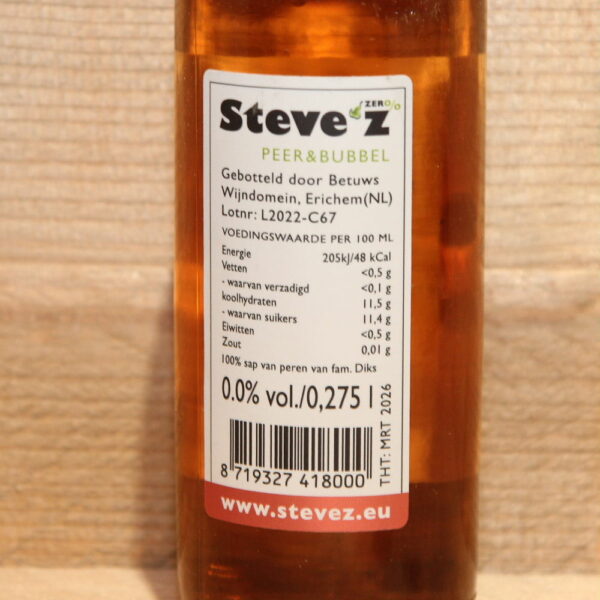 Steve'z ZER0%
PEER&BUBBEL
Gebotteld door Betuws
Wijndomein, Erichem(NL)
Lotnr: L2022-C67
VOEDINGSWAARDE PER 100 ML
Energie 205kJ/48 kCal
Vetten <0,5 g
- waarvan verzadigd <0,1 g
koolhydraten 11,5 g
- waarvan suikers 11,4 g
Eiwitten <0,5 g
Zout 0,01 g
100% sap van peren van fam. Diks
0.0% vol./0,275 l
8 719327 418000
THT: MRT 2026
www.stevez.eu